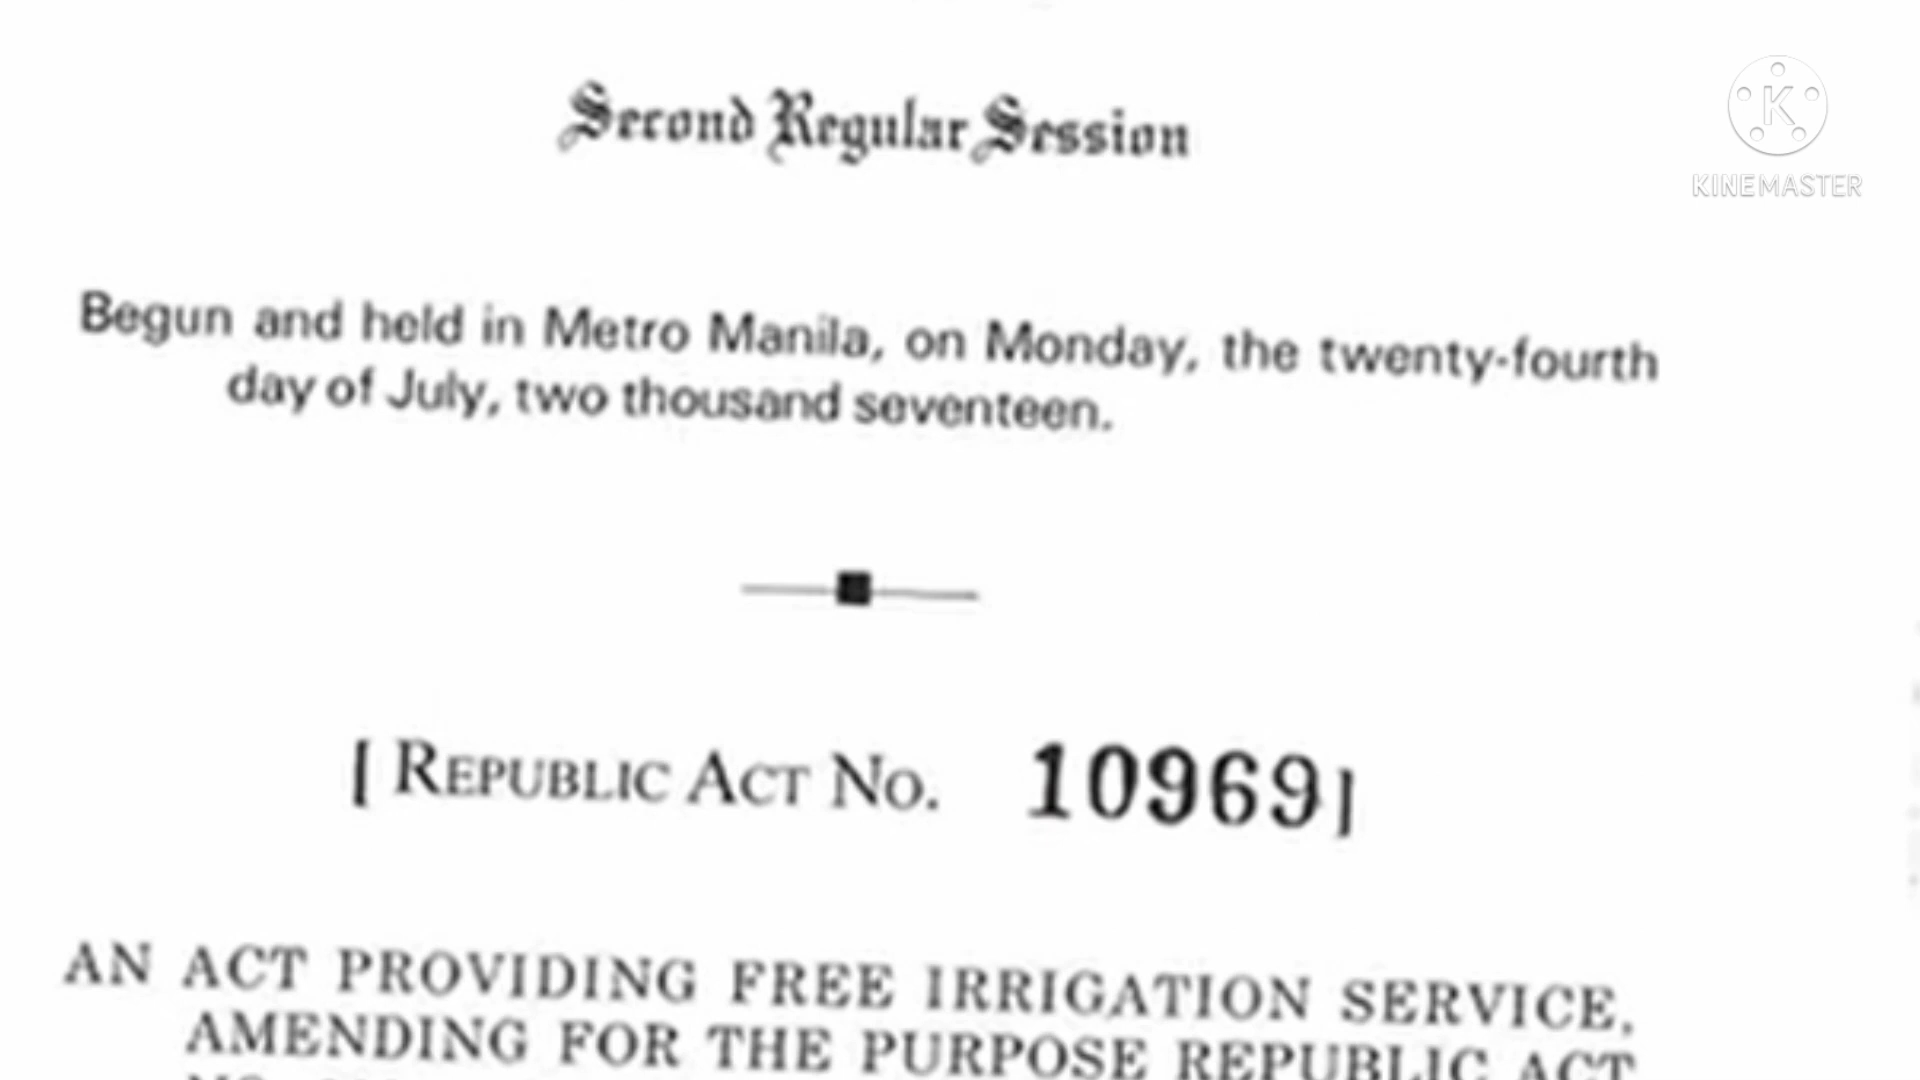 Second Regular Session
KINEMASTER
Begun and held in Metro Manila, on Monday, the twenty-fourth
day of July, two thousand seventeen.
[ REPUBLIC ACT NO. 10969]
AN ACT PROVIDING FREE IRRIGATION SERVICE,
AMENDING FOR THE PURPOSE REPUBLIC ACT